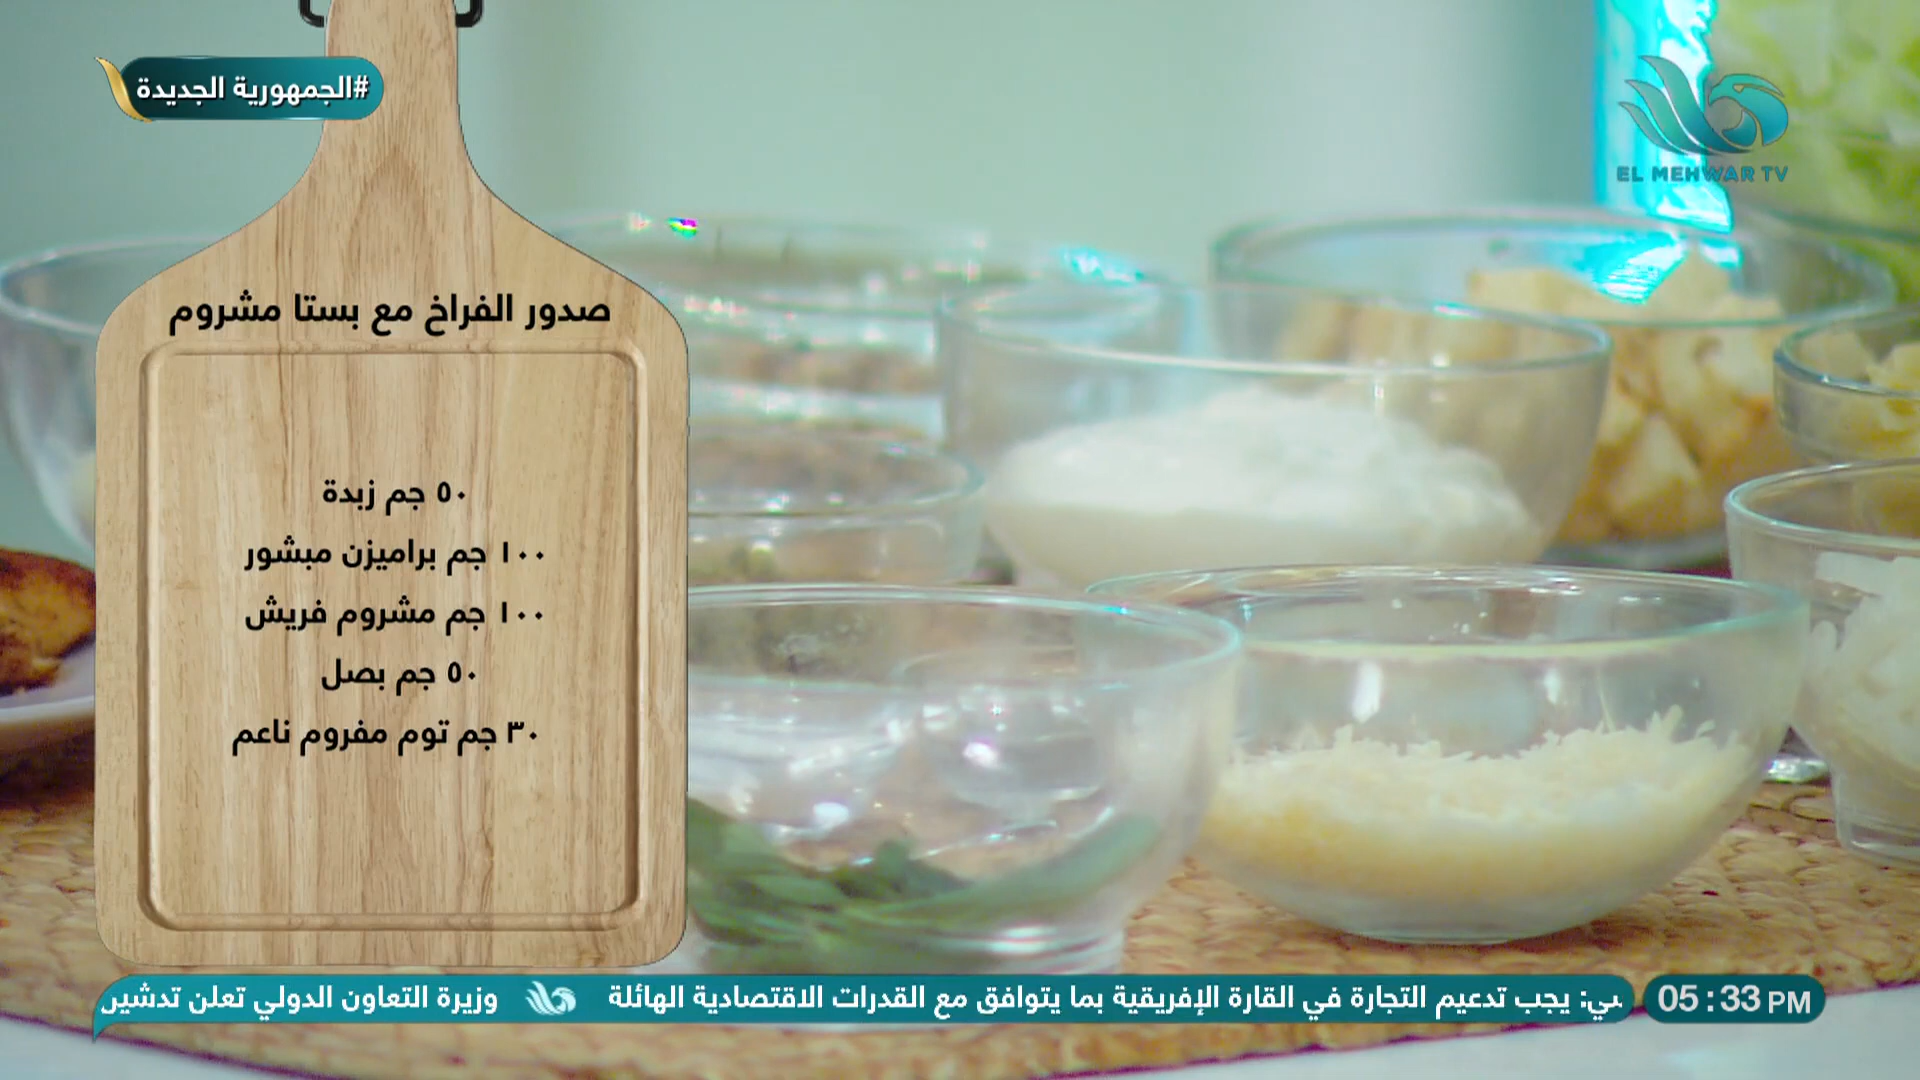 #الجمهورية الجديدة
EL MEHWAR TV
صدور الفراخ مع بستا مشروم
٥٠ جم زبدة
١٠٠ جم براميزن مبشور
١٠٠ جم مشروم فريش
٥٠ جم بصل
٣٠ جم توم مفروم ناعم
يجب تدعيم التجارة في القارة الإفريقية بما يتوافق مع القدرات الاقتصادية الهائلة وزيرة التعاون الدولي تعلن تدشين
05:33 PM